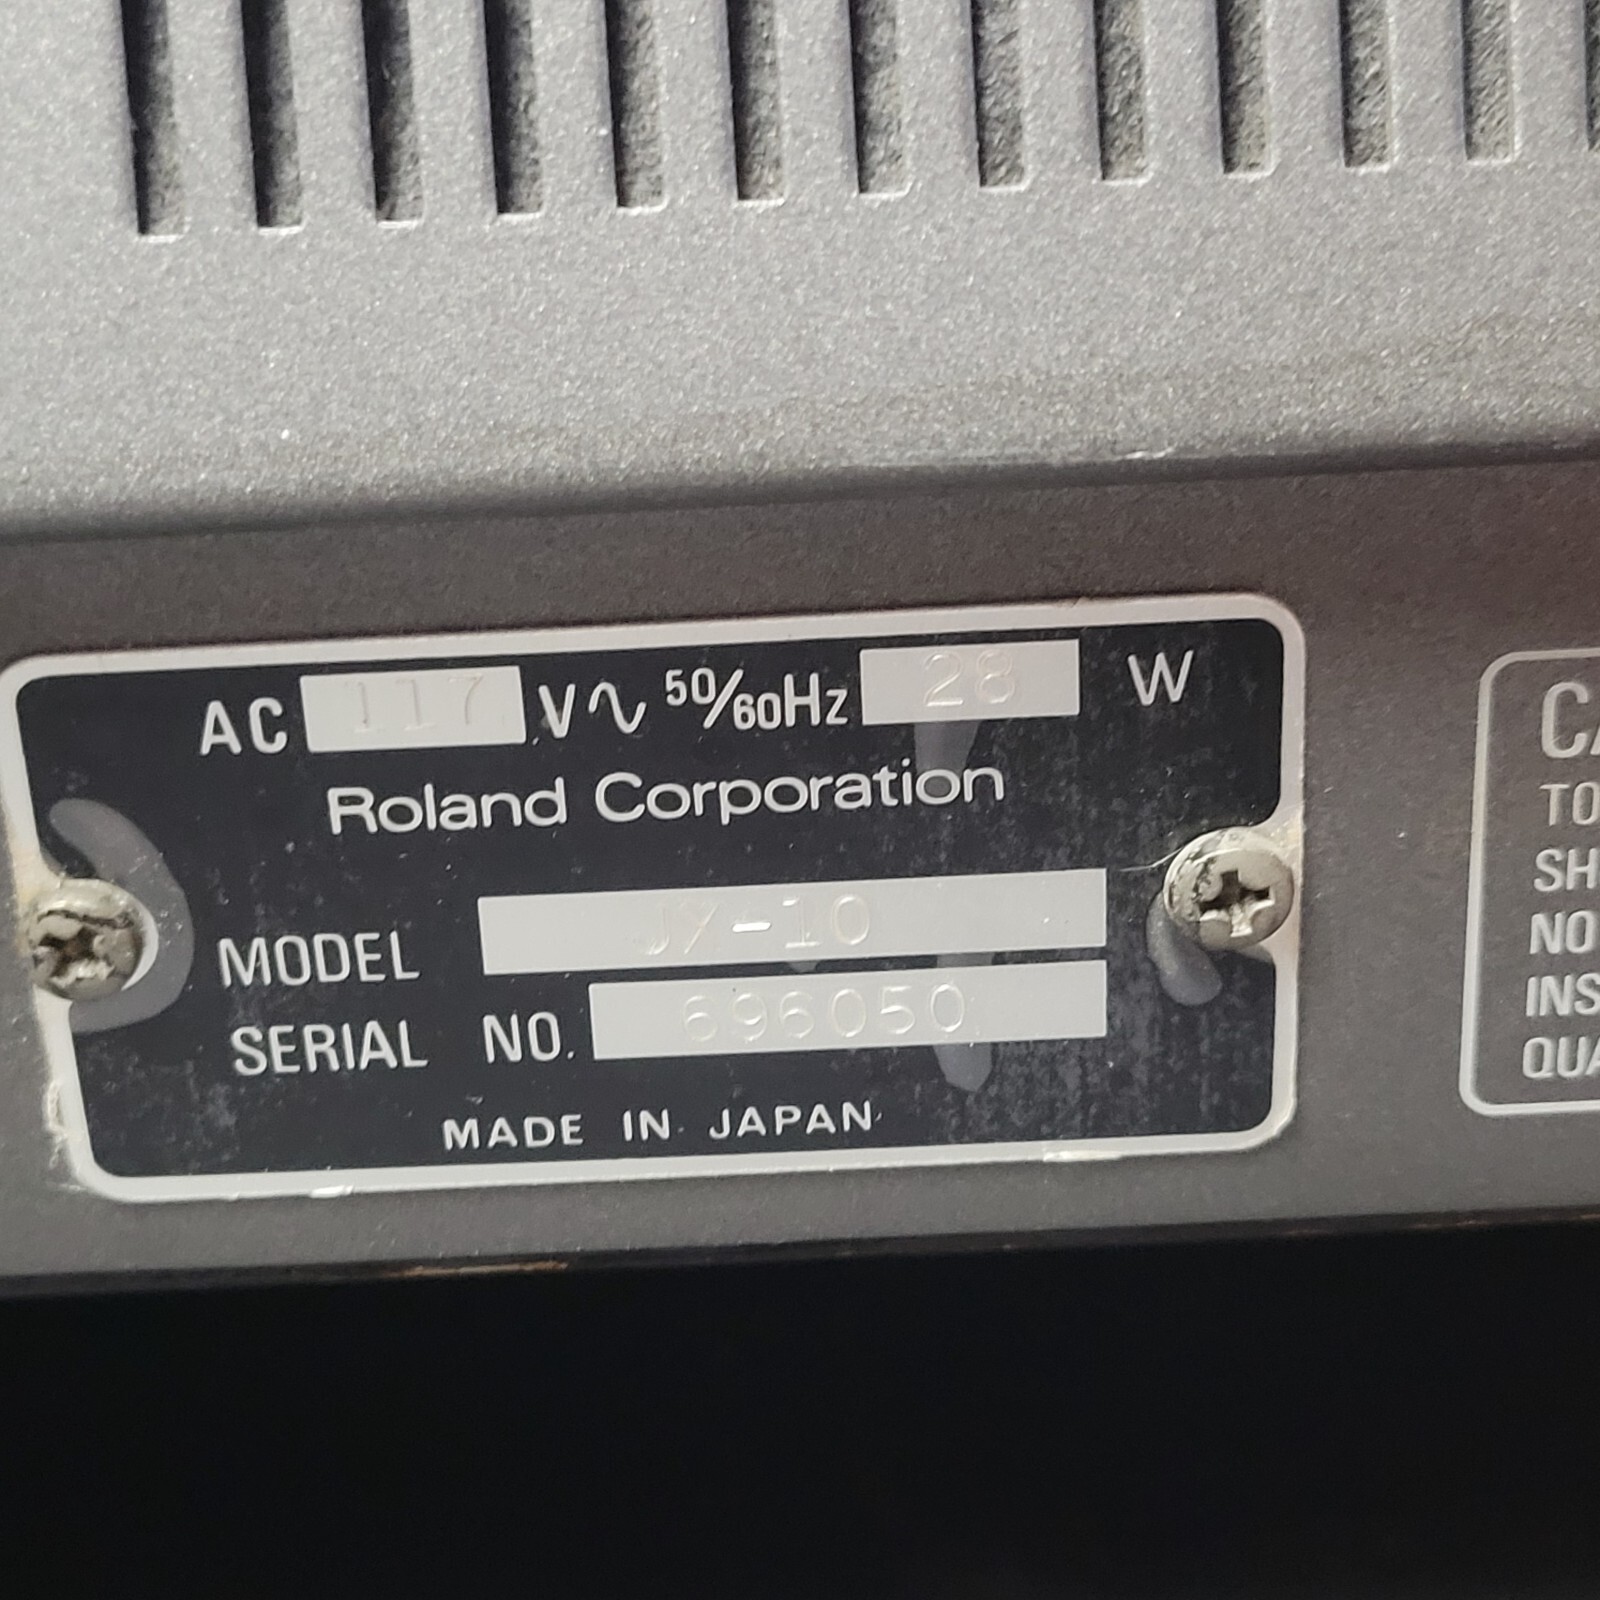 AC 117 V∿ 50/60Hz 28 W
Roland Corporation
MODEL JX-10
SERIAL NO. 696050
MADE IN JAPAN
CA
TO
SH
NO
INS
QUA